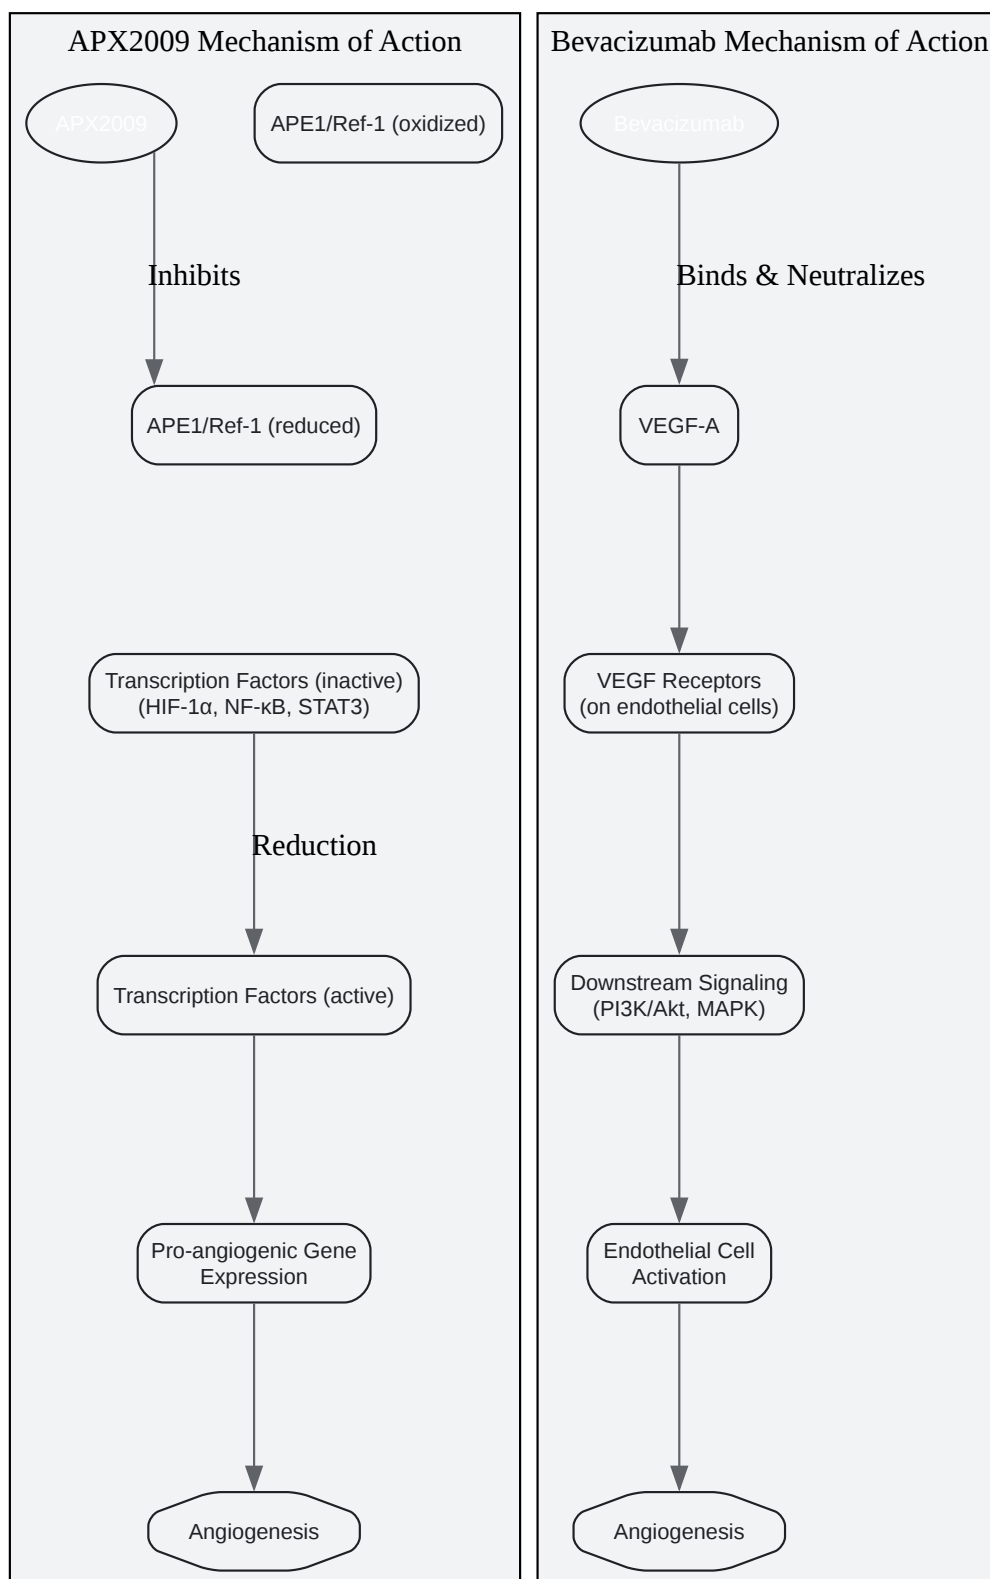 APX2009 Mechanism of Action
APX2009
APE1/Ref-1 (oxidized)
Inhibits
APE1/Ref-1 (reduced)
Transcription Factors (inactive)
(HIF-1α, NF-κB, STAT3)
Reduction
Transcription Factors (active)
Pro-angiogenic Gene
Expression
Angiogenesis
Bevacizumab Mechanism of Action
Bevacizumab
Binds & Neutralizes
VEGF-A
VEGF Receptors
(on endothelial cells)
Downstream Signaling
(PI3K/Akt, MAPK)
Endothelial Cell
Activation
Angiogenesis